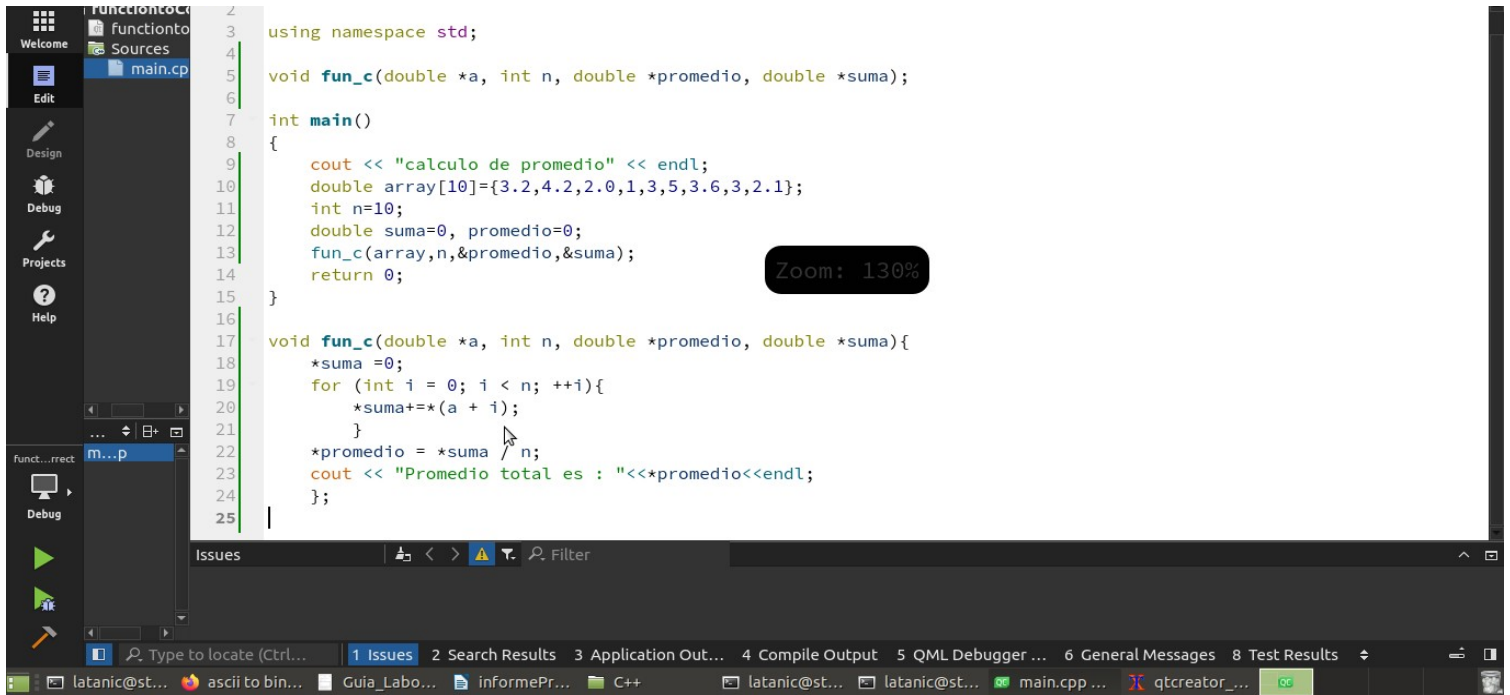 Welcome
Edit
Design
Debug
Projects
Help
funct...rrect
Debug
functionto
Sources
main.cp
...
m...p
2
3 using namespace std;
4
5 void fun_c(double *a, int n, double *promedio, double *suma);
6
7 int main()
8 {
9 cout << "calculo de promedio" << endl;
10 double array[10]={3.2,4.2,2.0,1,3,5,3.6,3,2.1};
11 int n=10;
12 double suma=0, promedio=0;
13 fun_c(array,n,&promedio,&suma);
14 return 0;
15 }
16
17 void fun_c(double *a, int n, double *promedio, double *suma){
18 *suma =0;
19 for (int i = 0; i < n; ++i){
20 *suma+=*(a + i);
21 }
22 *promedio = *suma / n;
23 cout << "Promedio total es : "<<*promedio<<endl;
24 };
25
Zoom: 130%
Issues
Filter
Type to locate (Ctrl...
1 Issues 2 Search Results 3 Application Out... 4 Compile Output 5 QML Debugger ... 6 General Messages 8 Test Results
latanic@st... ascii to bin... Guia_Labo... informePr... C++ latanic@st... latanic@st... main.cpp ... qtcreator_...